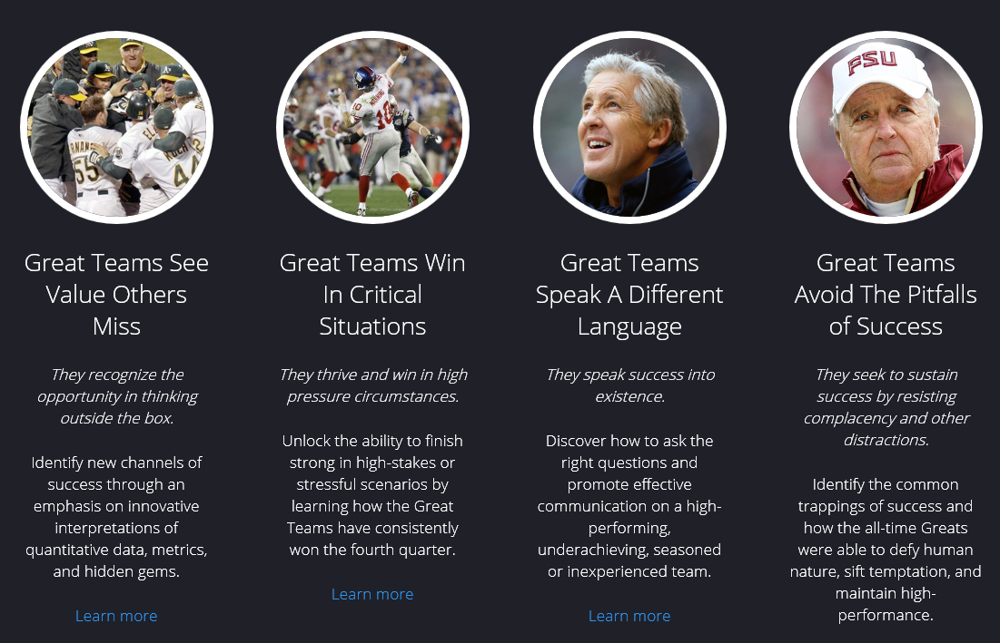 FSU
MANNING
10
55
44
Great Teams See
Value Others
Miss
They recognize the
opportunity in thinking
outside the box.
Identify new channels of
success through an
emphasis on innovative
interpretations of
quantitative data, metrics,
and hidden gems.
Learn more
Great Teams Win
In Critical
Situations
They thrive and win in high
pressure circumstances.
Unlock the ability to finish
strong in high-stakes or
stressful scenarios by
learning how the Great
Teams have consistently
won the fourth quarter.
Learn more
Great Teams
Speak A Different
Language
They speak success into
existence.
Discover how to ask the
right questions and
promote effective
communication on a high-
performing,
underachieving, seasoned
or inexperienced team.
Learn more
Great Teams
Avoid The Pitfalls
of Success
They seek to sustain
success by resisting
complacency and other
distractions.
Identify the common
trappings of success and
how the all-time Greats
were able to defy human
nature, sift temptation, and
maintain high-
performance.